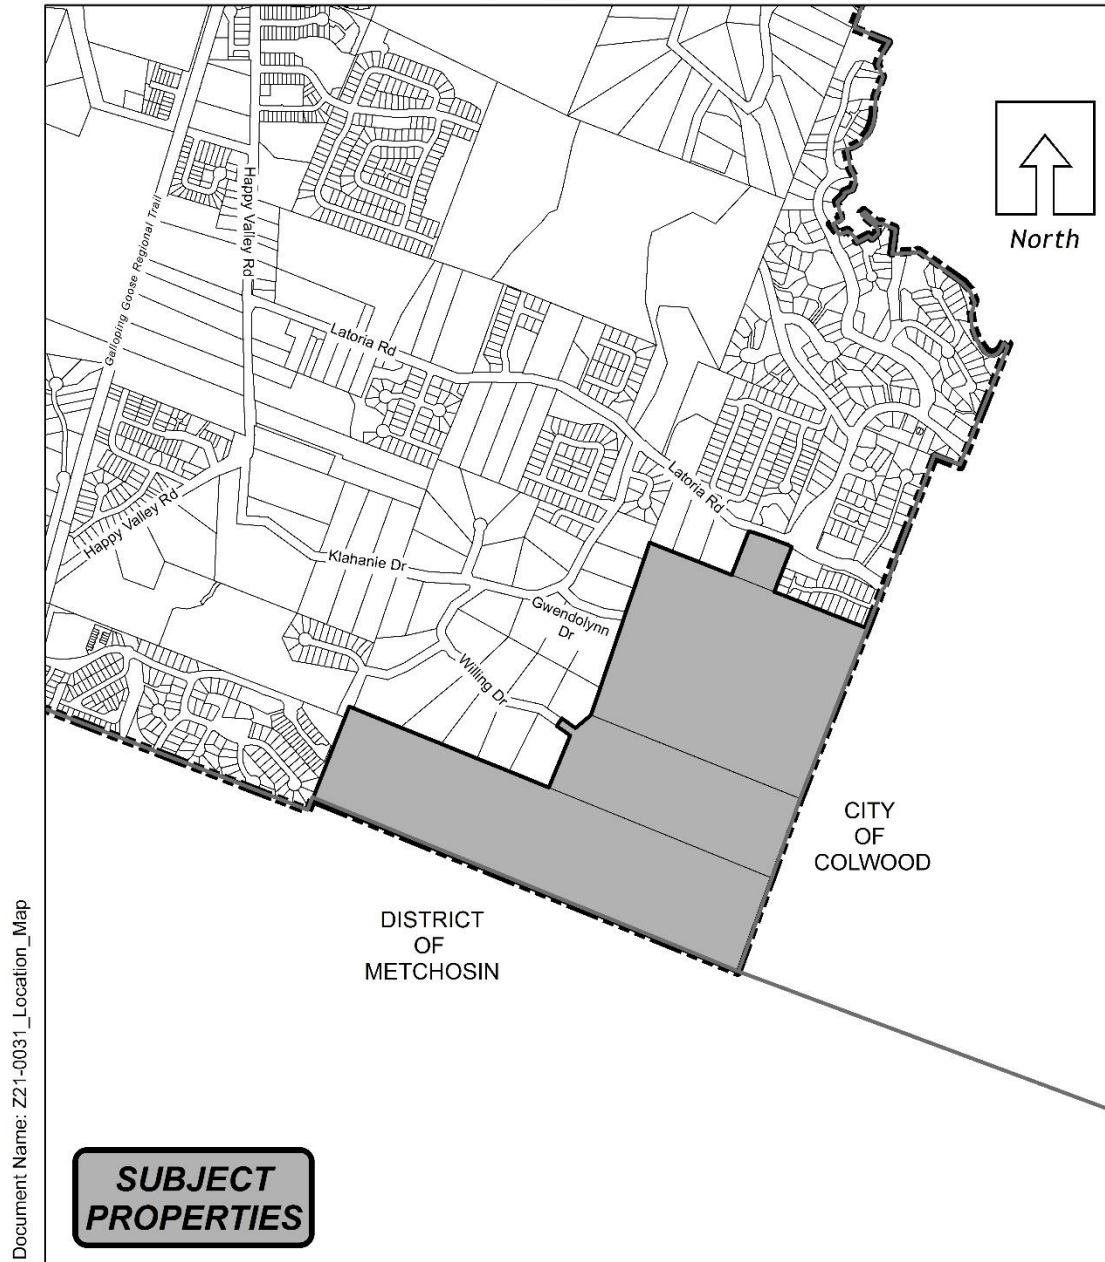 Happy Valley Rd
Galloping Goose Regional Trail
North
Latoria Rd
Latoria Rd
Happy Valley Rd
Klahanie Dr
Gwendolynn
Dr
Willing Dr
CITY
OF
COLWOOD
DISTRICT
OF
METCHOSIN
Document Name: Z21-0031_Location_Map
SUBJECT
PROPERTIES